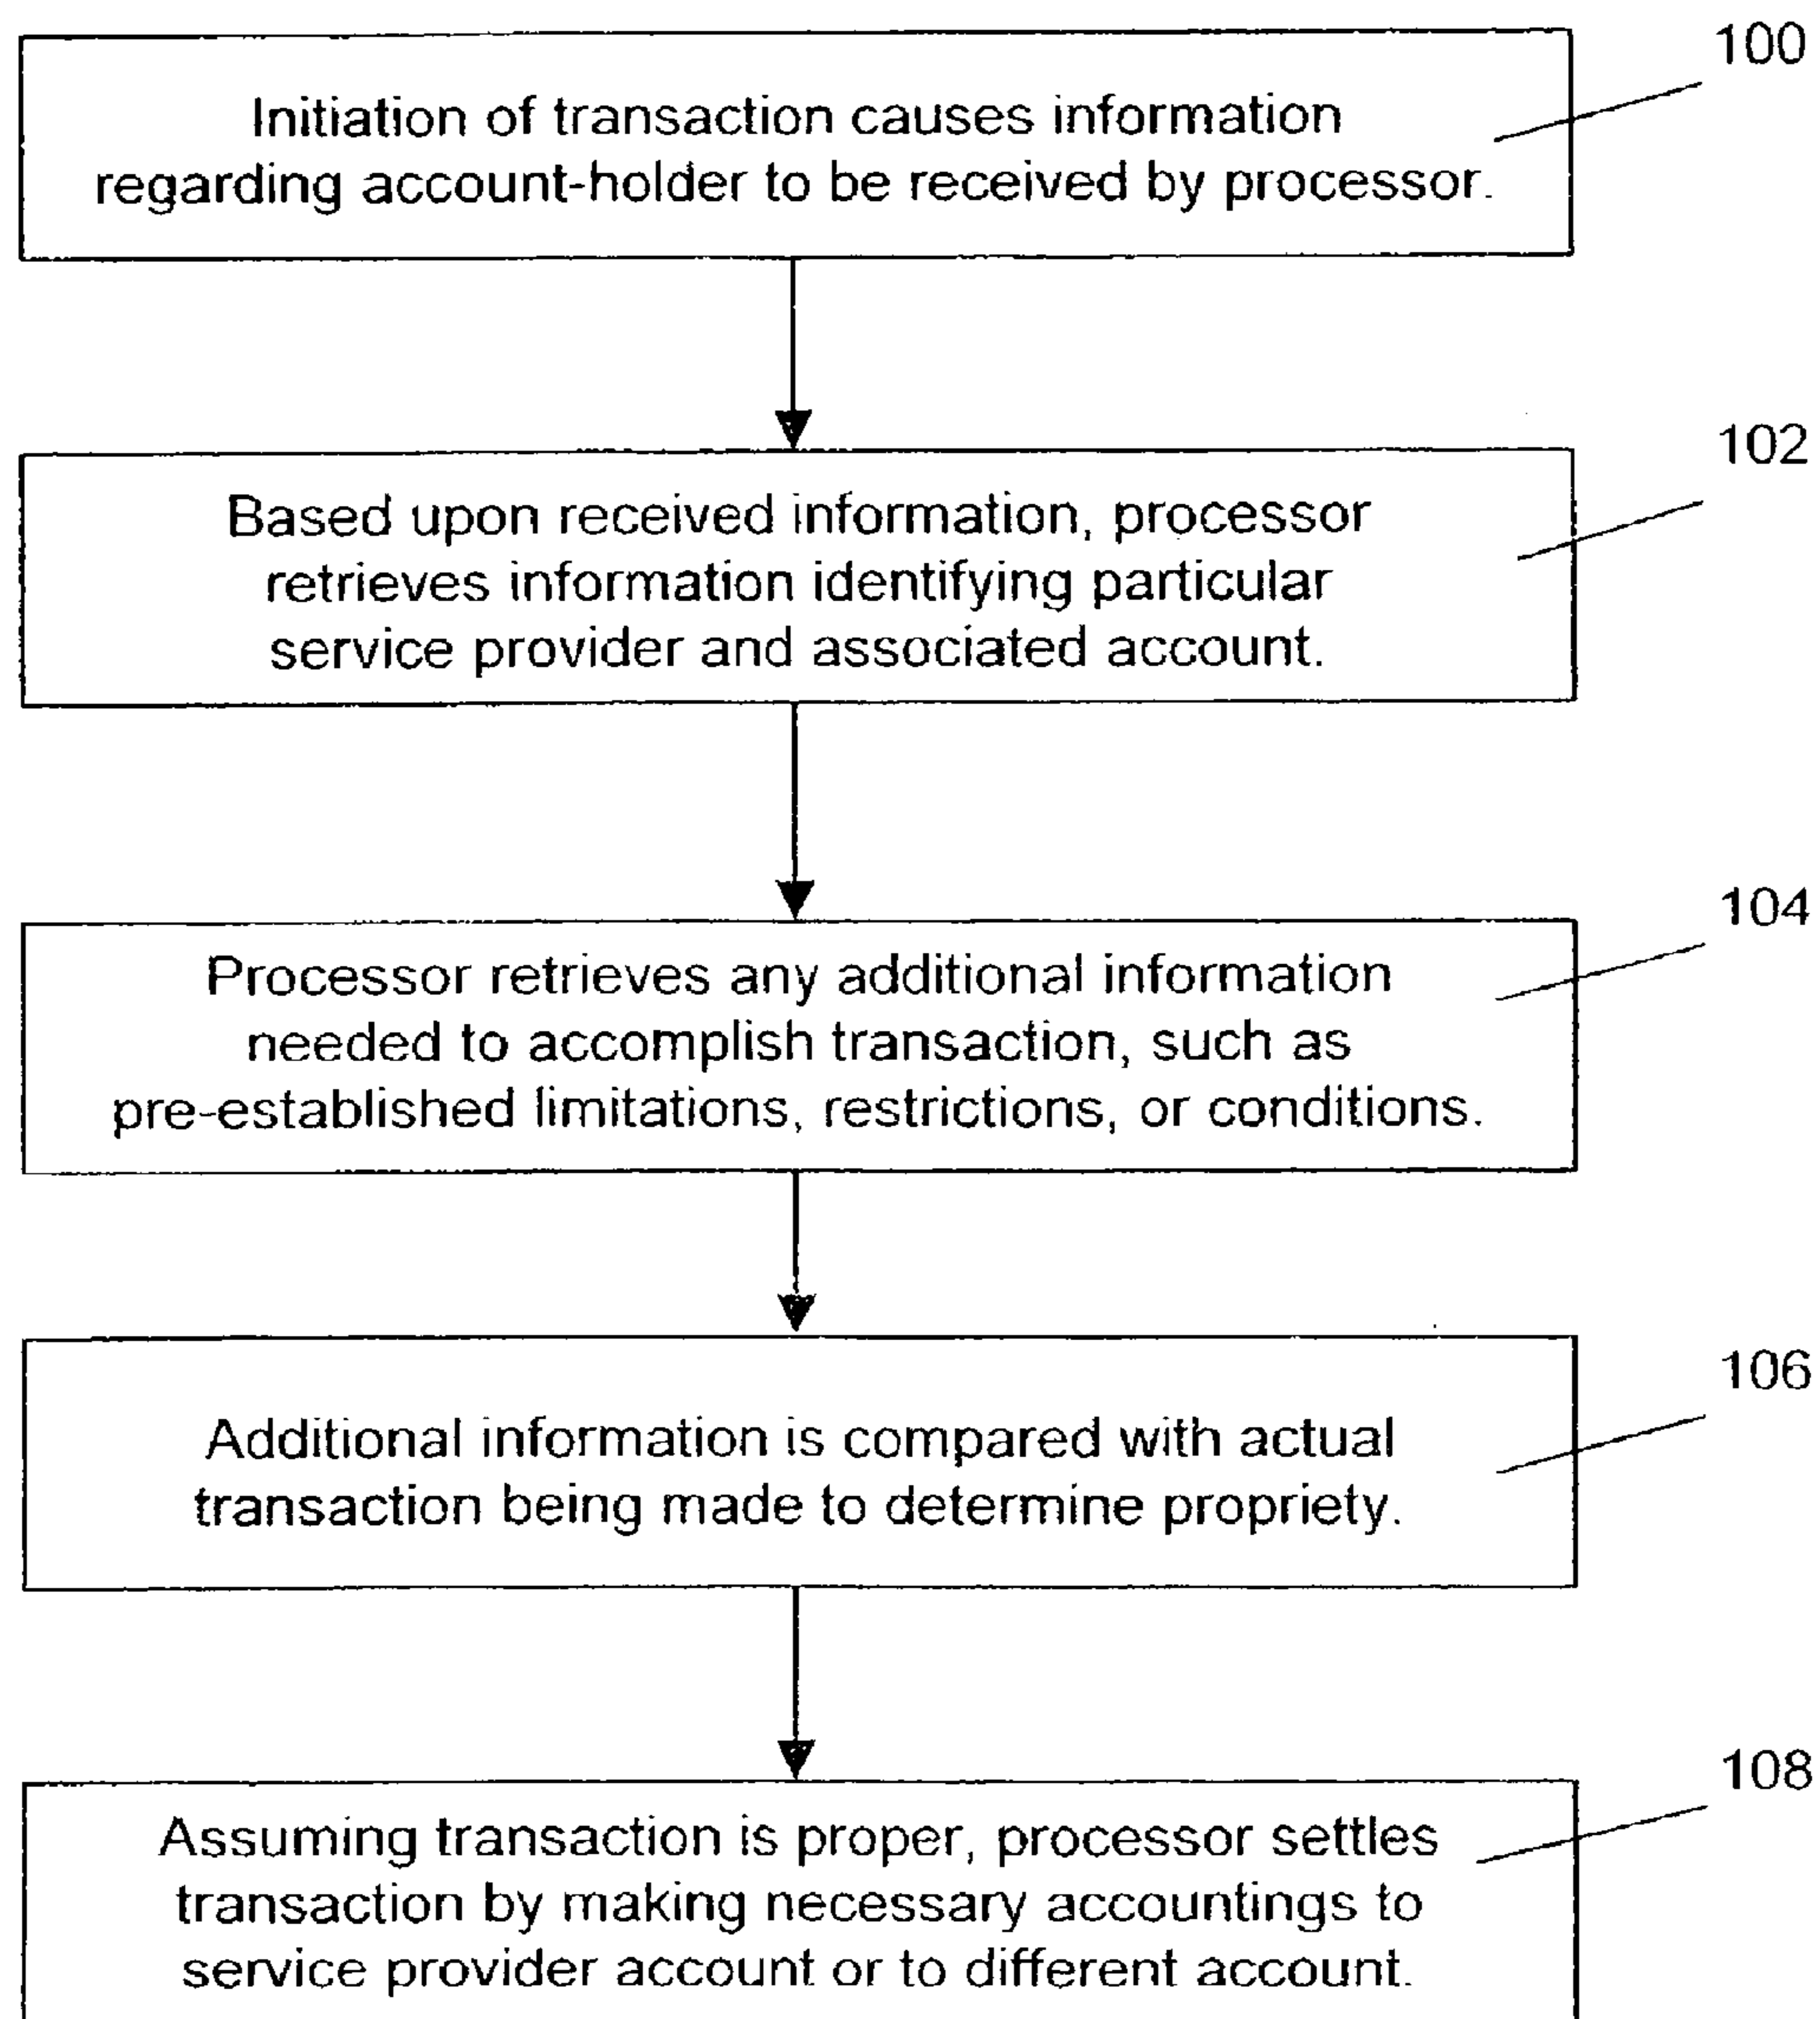 100
Initiation of transaction causes information
regarding account-holder to be received by processor.
102
Based upon received information, processor
retrieves information identifying particular
service provider and associated account.
104
Processor retrieves any additional information
needed to accomplish transaction, such as
pre-established limitations, restrictions, or conditions.
106
Additional information is compared with actual
transaction being made to determine propriety.
108
Assuming transaction is proper, processor settles
transaction by making necessary accountings to
service provider account or to different account.